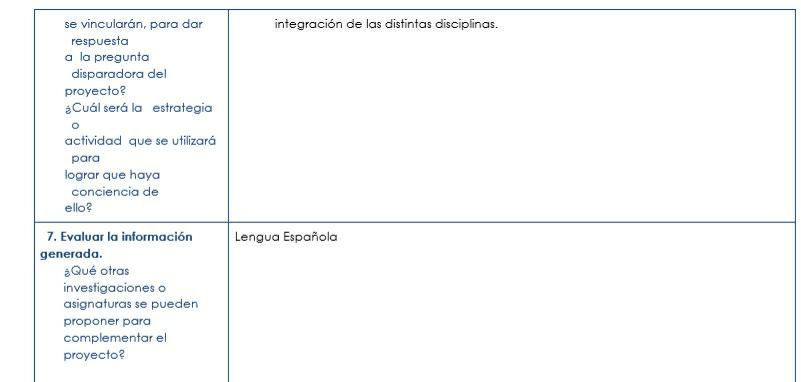 se vincularán, para dar
respuesta
a la pregunta
disparadora del
proyecto?
¿Cuál será la estrategia
o
actividad que se utilizará
para
lograr que haya
conciencia de
ello?
integración de las distintas disciplinas.
7. Evaluar la información
generada.
¿Qué otras
investigaciones o
asignaturas se pueden
proponer para
complementar el
proyecto?
Lengua Española